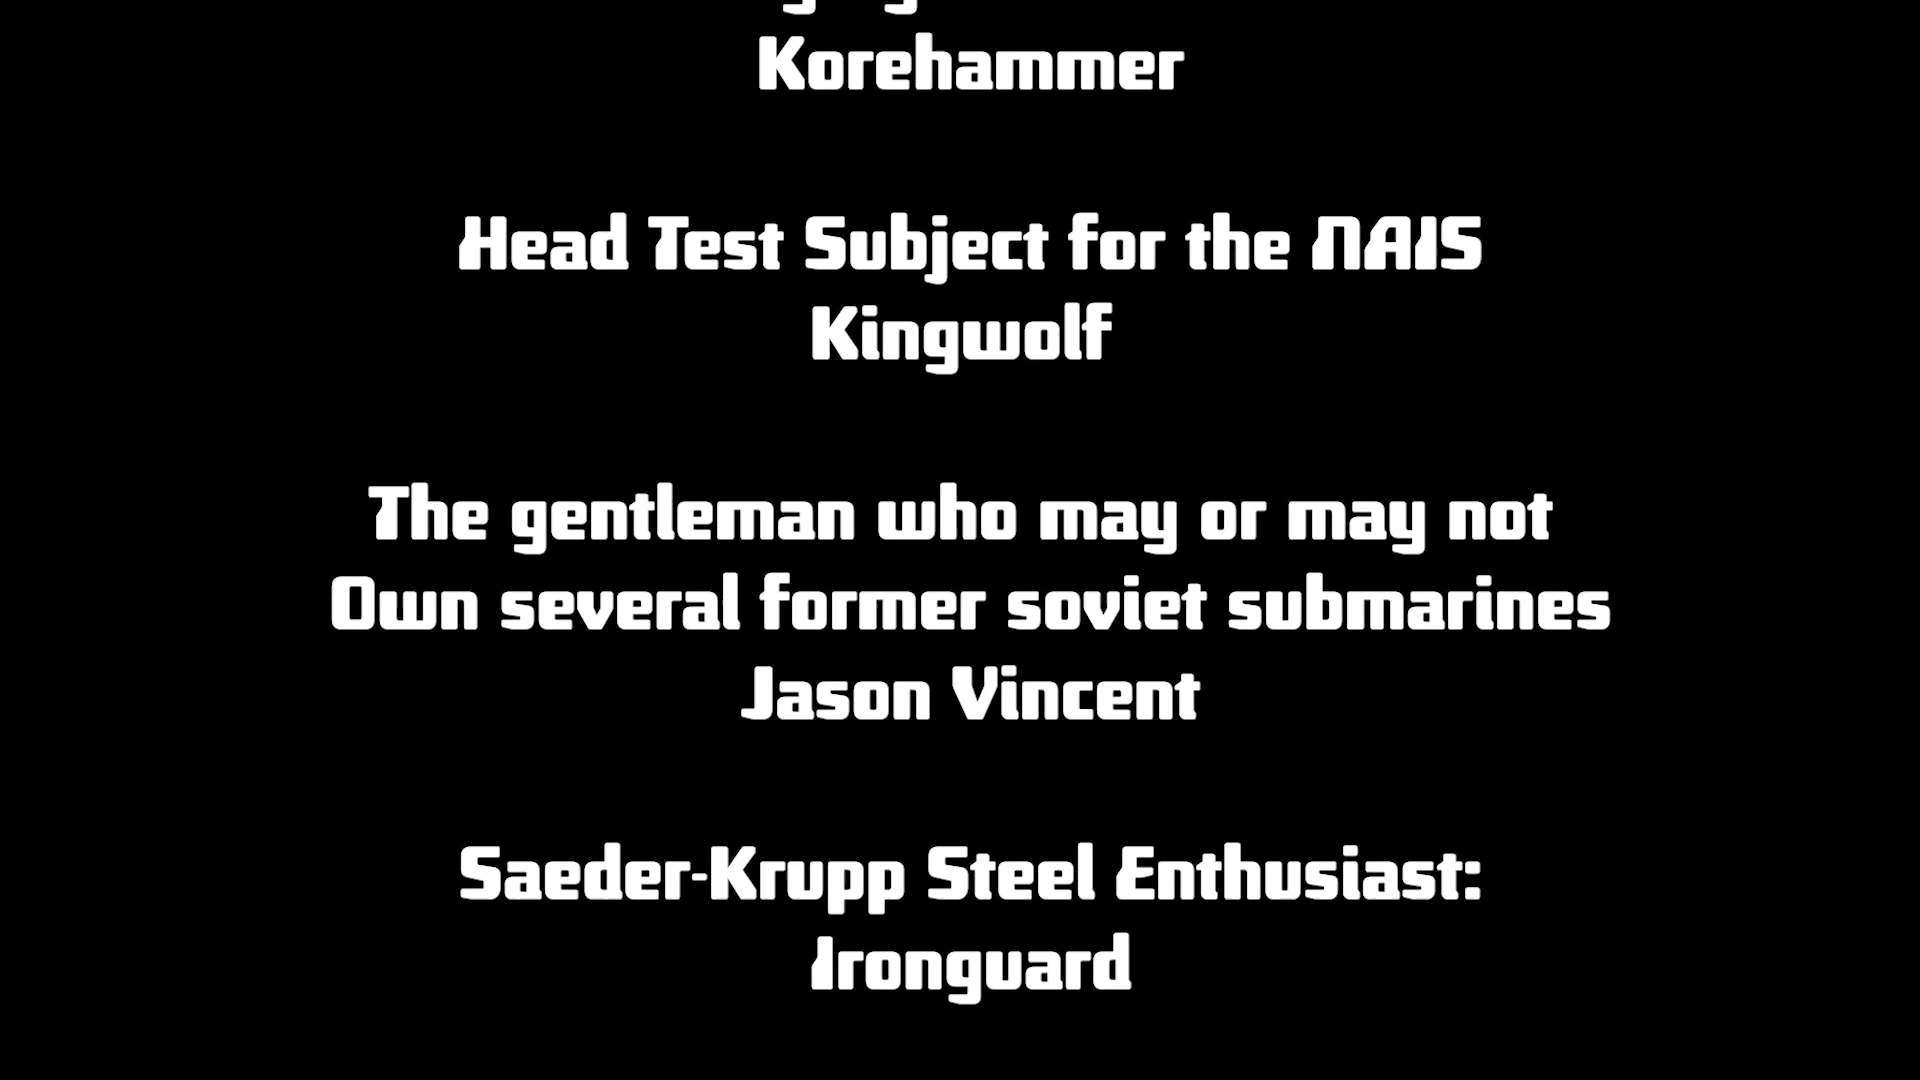 Korehammer
Head Test Subject for the NAIS
Kingwolf
The gentleman who may or may not
Own several former soviet submarines
Jason Vincent
Saeder-Krupp Steel Enthusiast:
Ironguard